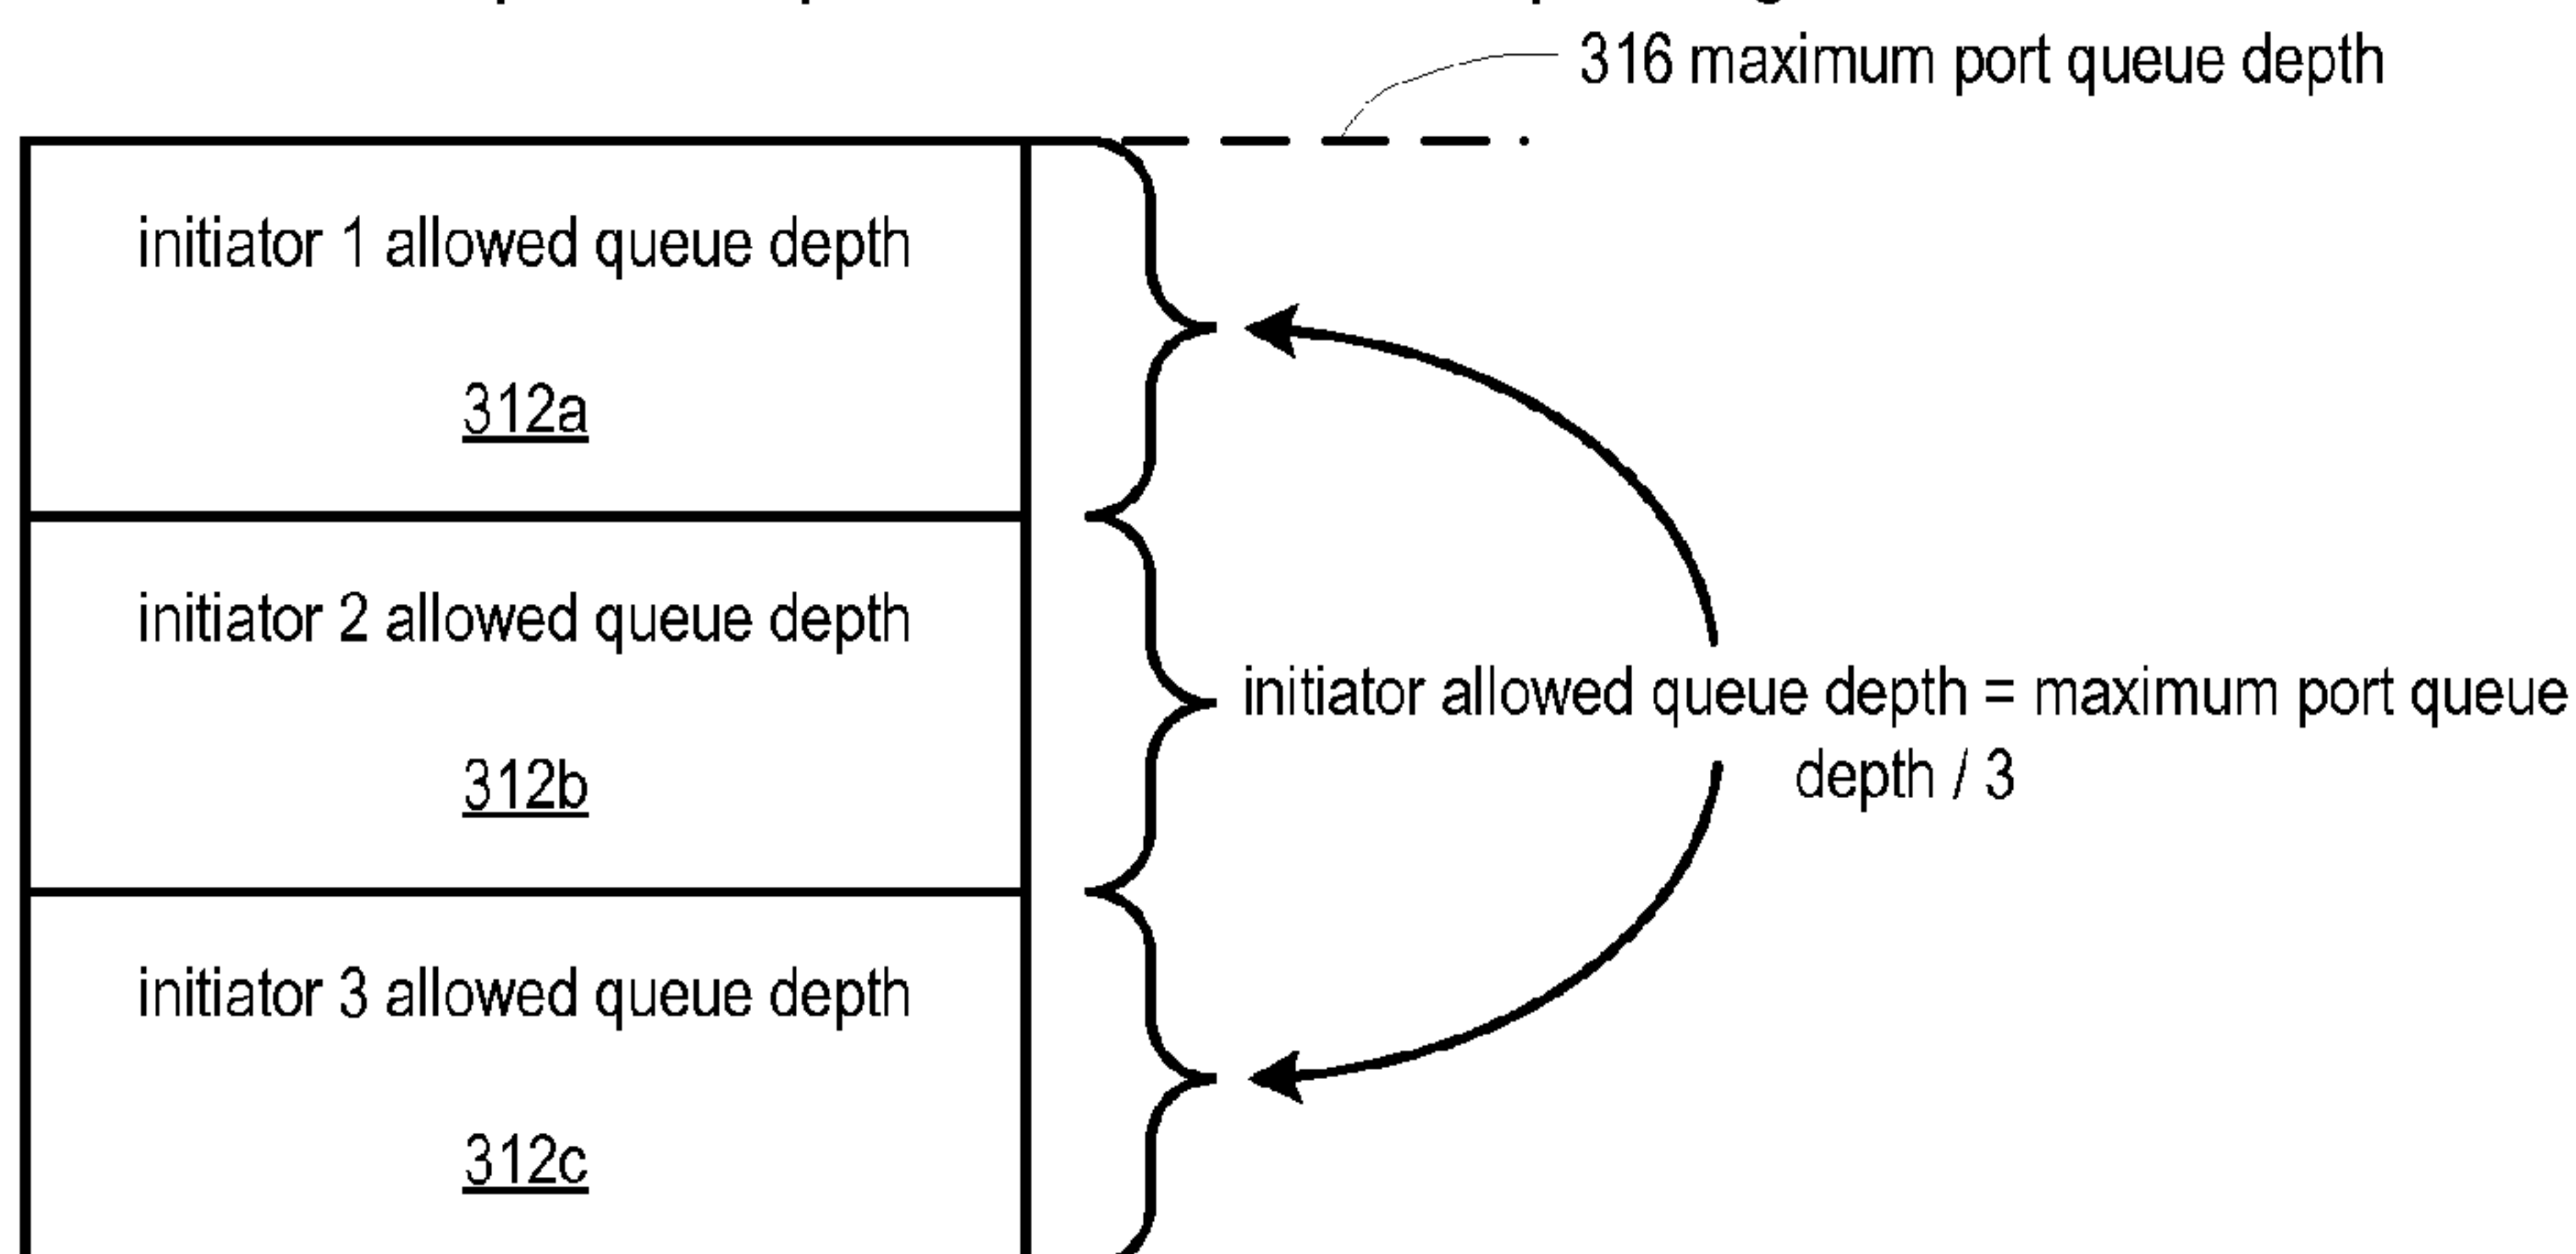 316 maximum port queue depth
initiator 1 allowed queue depth
312a
initiator 2 allowed queue depth
312b
initiator allowed queue depth = maximum port queue
depth / 3
initiator 3 allowed queue depth
312c